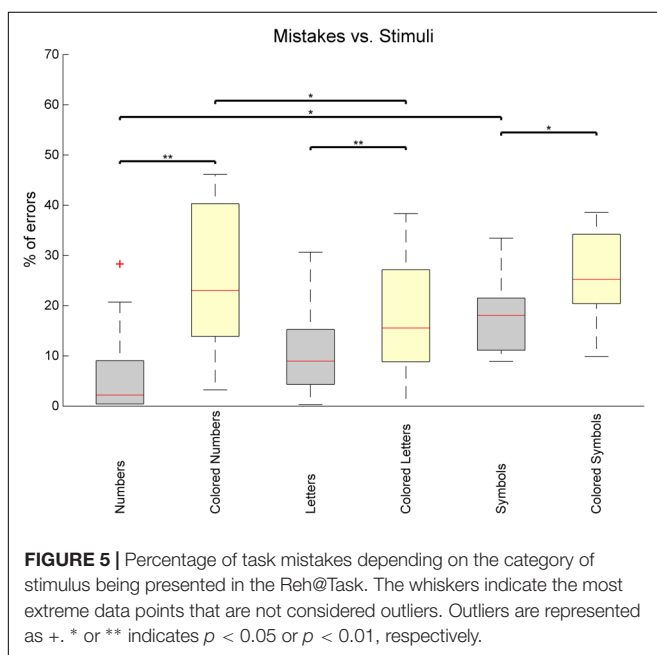 Mistakes vs. Stimuli
70
60
50
40
30
20
10
0
% of errors
*
*
**
**
*
+
Numbers
Colored Numbers
Letters
Colored Letters
Symbols
Colored Symbols
FIGURE 5 | Percentage of task mistakes depending on the category of
stimulus being presented in the Reh@Task. The whiskers indicate the most
extreme data points that are not considered outliers. Outliers are represented
as +. * or ** indicates p < 0.05 or p < 0.01, respectively.